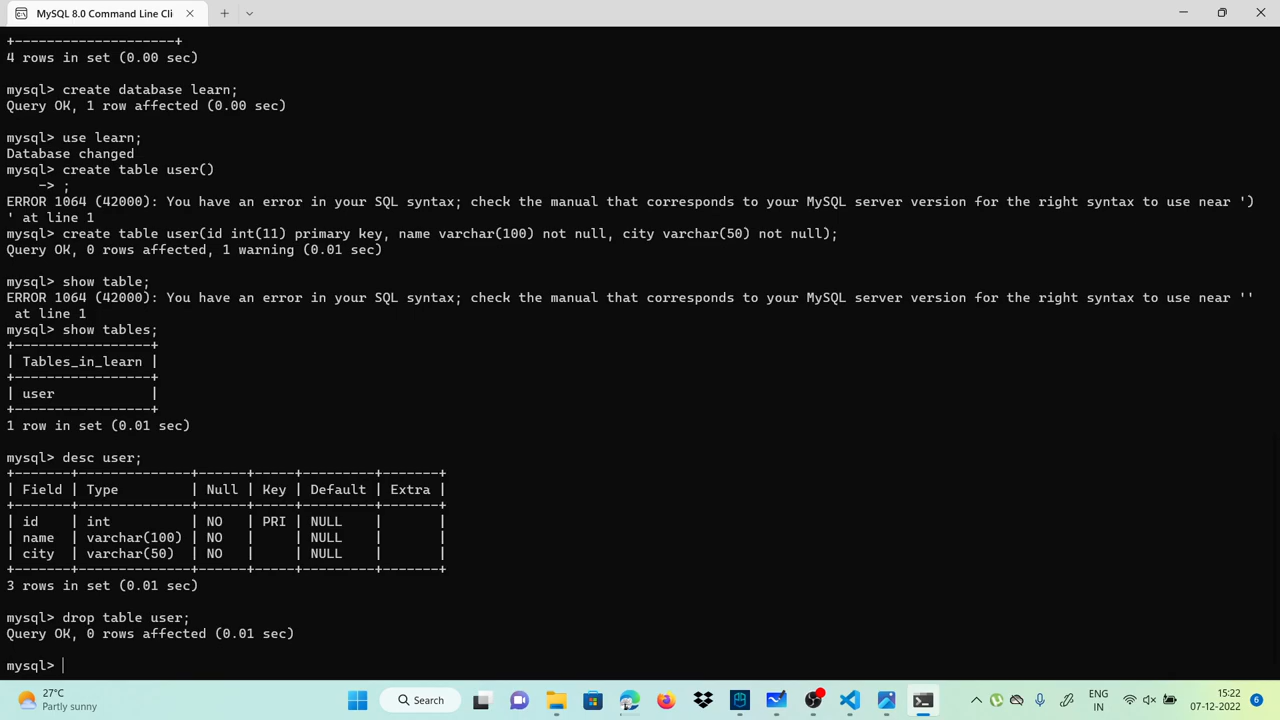 MySQL 8.0 Command Line Cli
+--------------------+
4 rows in set (0.00 sec)
mysql> create database learn;
Query OK, 1 row affected (0.00 sec)
mysql> use learn;
Database changed
mysql> create table user()
    -> ;
ERROR 1064 (42000): You have an error in your SQL syntax; check the manual that corresponds to your MySQL server version for the right syntax to use near ')
' at line 1
mysql> create table user(id int(11) primary key, name varchar(100) not null, city varchar(50) not null);
Query OK, 0 rows affected, 1 warning (0.01 sec)
mysql> show table;
ERROR 1064 (42000): You have an error in your SQL syntax; check the manual that corresponds to your MySQL server version for the right syntax to use near ''
 at line 1
mysql> show tables;
+-----------------+
| Tables_in_learn |
+-----------------+
| user            |
+-----------------+
1 row in set (0.01 sec)
mysql> desc user;
+-------+--------------+------+-----+---------+-------+
| Field | Type         | Null | Key | Default | Extra |
+-------+--------------+------+-----+---------+-------+
| id    | int          | NO   | PRI | NULL    |       |
| name  | varchar(100) | NO   |     | NULL    |       |
| city  | varchar(50)  | NO   |     | NULL    |       |
+-------+--------------+------+-----+---------+-------+
3 rows in set (0.01 sec)
mysql> drop table user;
Query OK, 0 rows affected (0.01 sec)
mysql>
27°C
Partly sunny
Search
ENG
IN
15:22
07-12-2022
6